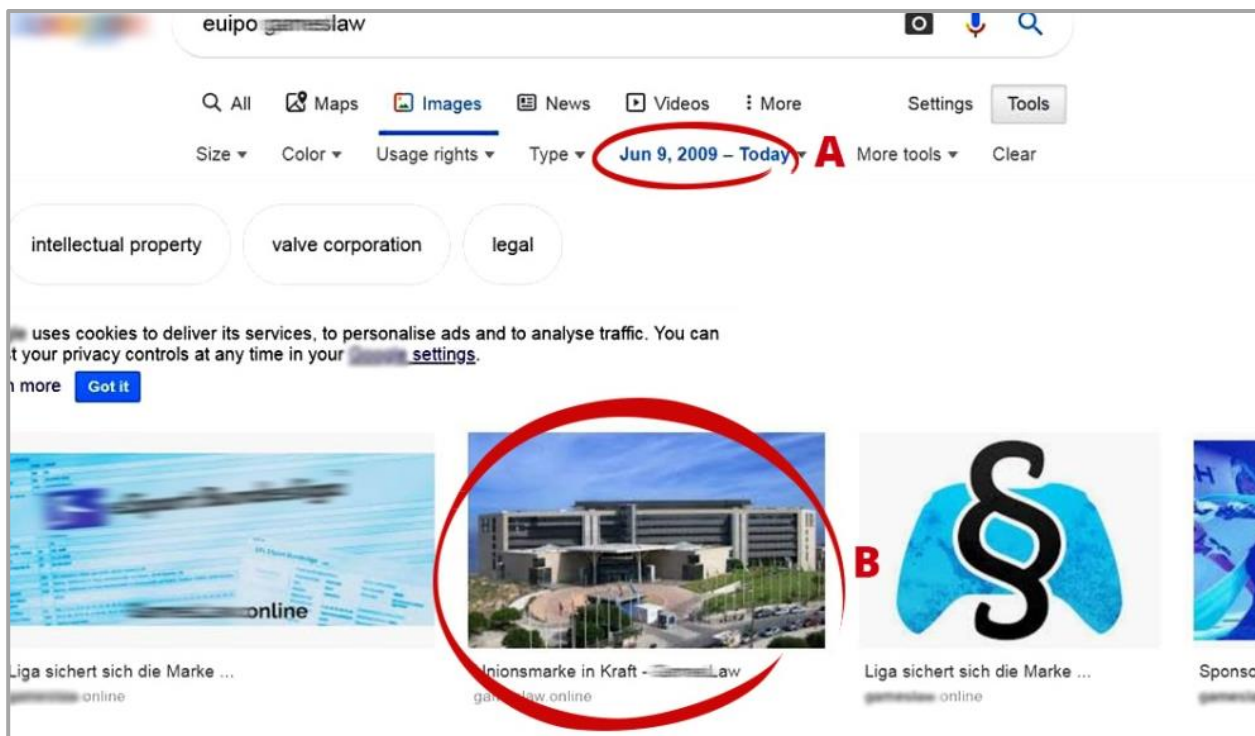 euipo law
All Maps Images News Videos More Settings Tools
Size Color Usage rights Type Jun 9, 2009 – Today A More tools Clear
intellectual property valve corporation legal
uses cookies to deliver its services, to personalise ads and to analyse traffic. You can
t your privacy controls at any time in your settings.
more Got it
B
online
Liga sichert sich die Marke ... Unionsmarke in Kraft - Law Liga sichert sich die Marke ...
online law.online online